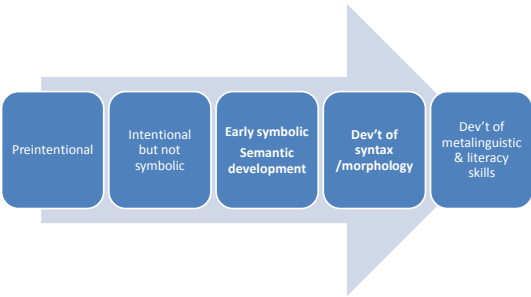 Preintentional
Intentional
but not
symbolic
Early symbolic
Semantic
development
Dev't of
syntax
/morphology
Dev't of
metalinguistic
& literacy
skills